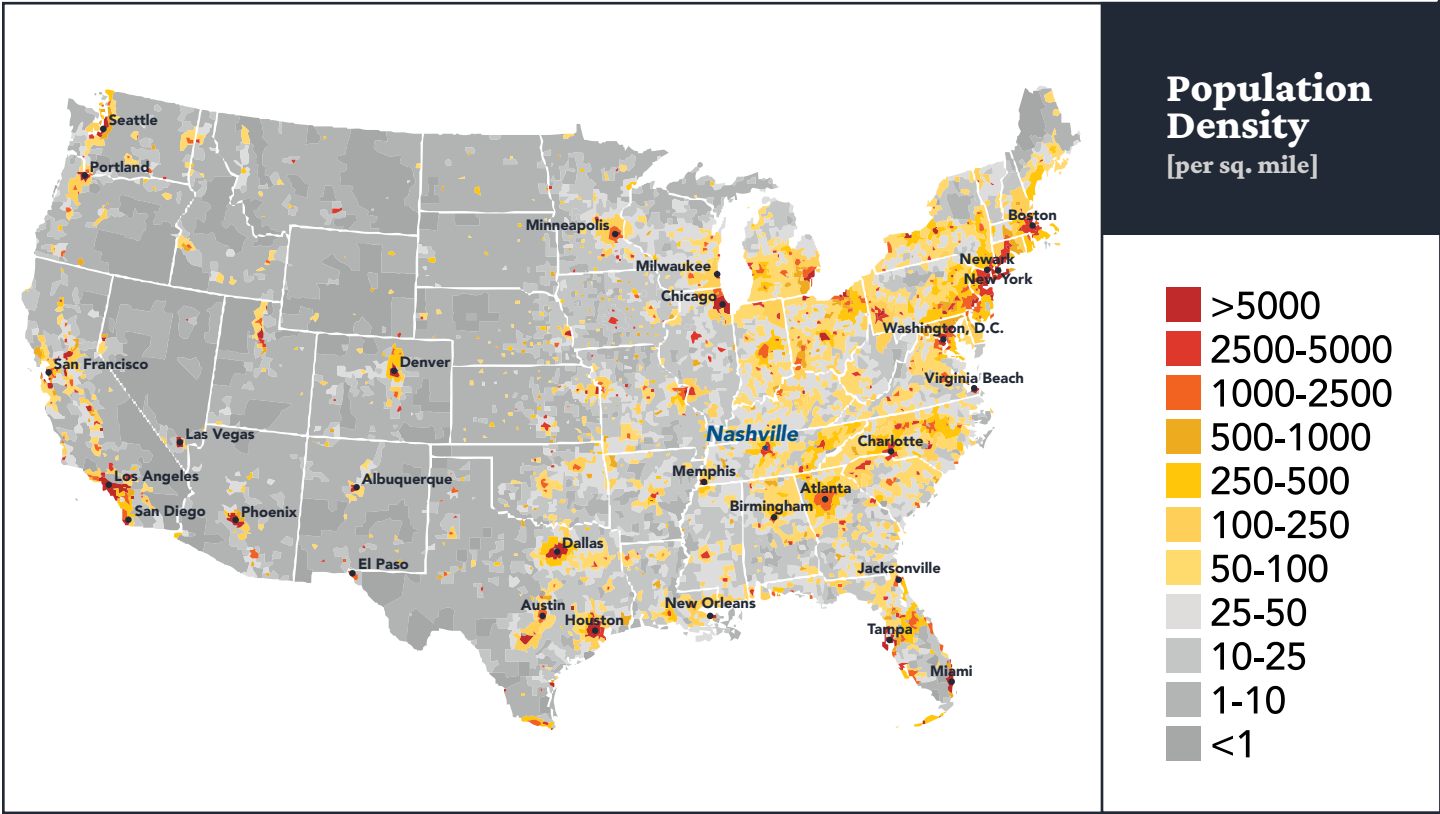 Seattle
Portland
Minneapolis
Boston
Milwaukee
Newark
New York
Chicago
Washington, D.C.
San Francisco
Denver
Virginia Beach
Las Vegas
Nashville
Charlotte
Los Angeles
Albuquerque
Memphis
Atlanta
San Diego
Phoenix
Birmingham
Dallas
El Paso
Jacksonville
Austin
New Orleans
Houston
Tampa
Miami
Population
Density
[per sq. mile]
>5000
2500-5000
1000-2500
500-1000
250-500
100-250
50-100
25-50
10-25
1-10
<1